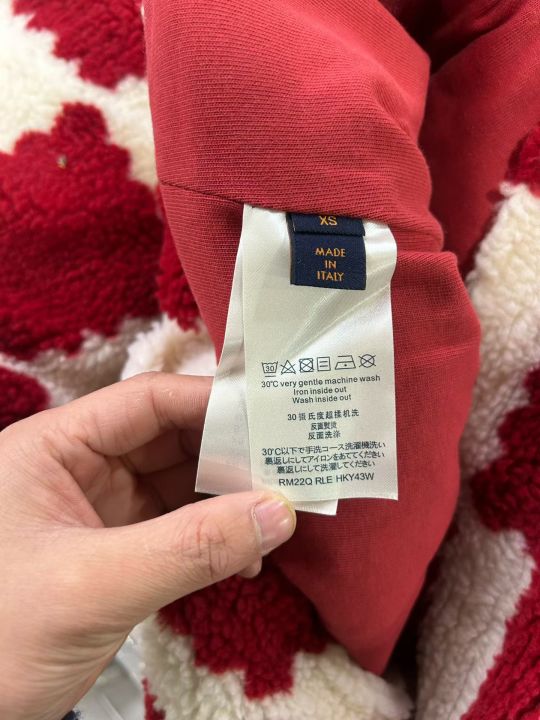 XS
MADE
IN
ITALY
30
30℃ very gentle machine wash
Iron inside out
Wash inside out
30 張氏度超揉机洗
反面熨烫
反面洗涤
30℃以下で手洗コース洗濯機洗い
裏返しにしてアイロンをあててください
裏返しにして洗濯してください
RM22Q RLE HKY43W